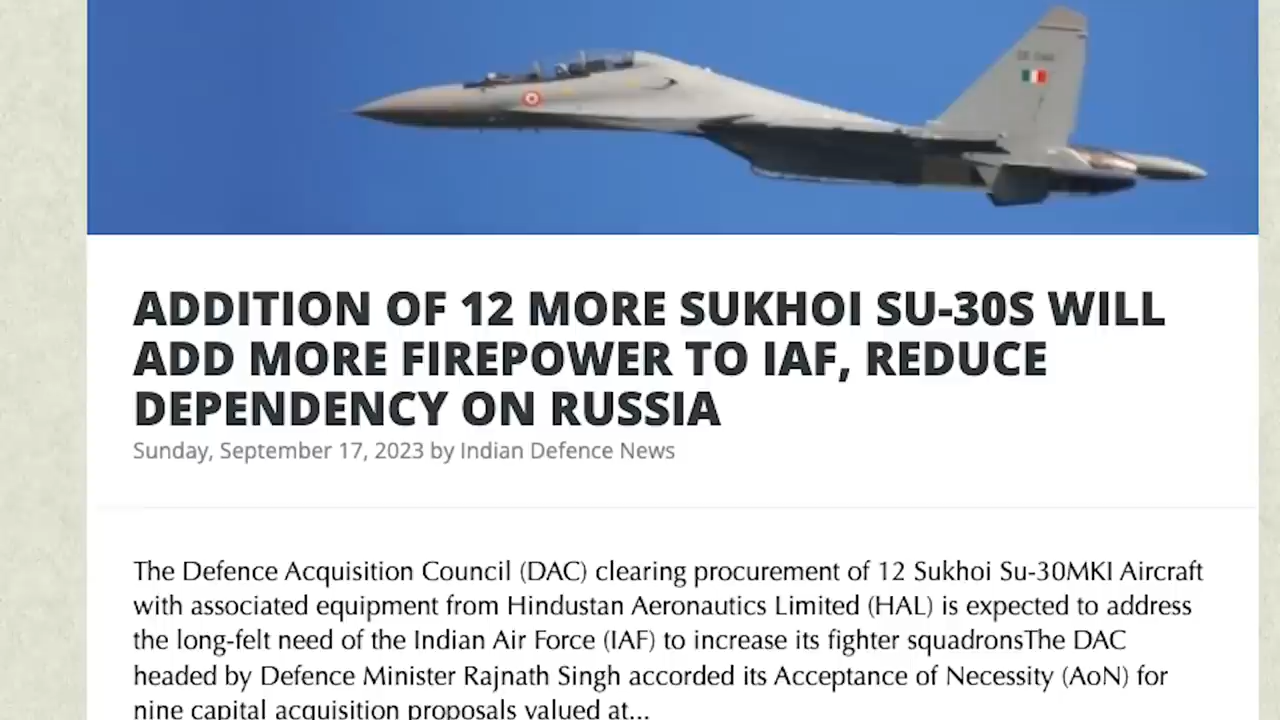 ADDITION OF 12 MORE SUKHOI SU-30S WILL
ADD MORE FIREPOWER TO IAF, REDUCE
DEPENDENCY ON RUSSIA
Sunday, September 17, 2023 by Indian Defence News
The Defence Acquisition Council (DAC) clearing procurement of 12 Sukhoi Su-30MKI Aircraft
with associated equipment from Hindustan Aeronautics Limited (HAL) is expected to address
the long-felt need of the Indian Air Force (IAF) to increase its fighter squadronsThe DAC
headed by Defence Minister Rajnath Singh accorded its Acceptance of Necessity (AoN) for
nine capital acquisition proposals valued at...